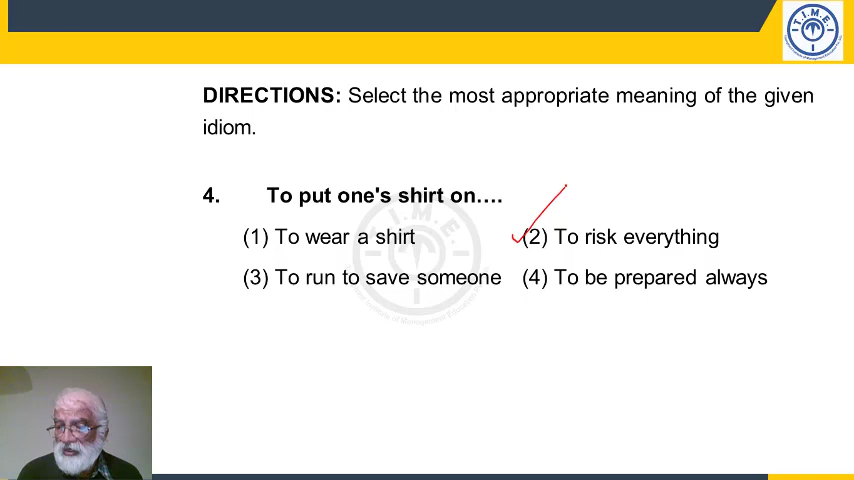 T.I.M.E.
DIRECTIONS: Select the most appropriate meaning of the given
idiom.
4. To put one's shirt on….
(1) To wear a shirt (2) To risk everything
(3) To run to save someone (4) To be prepared always
T.I.M.E.